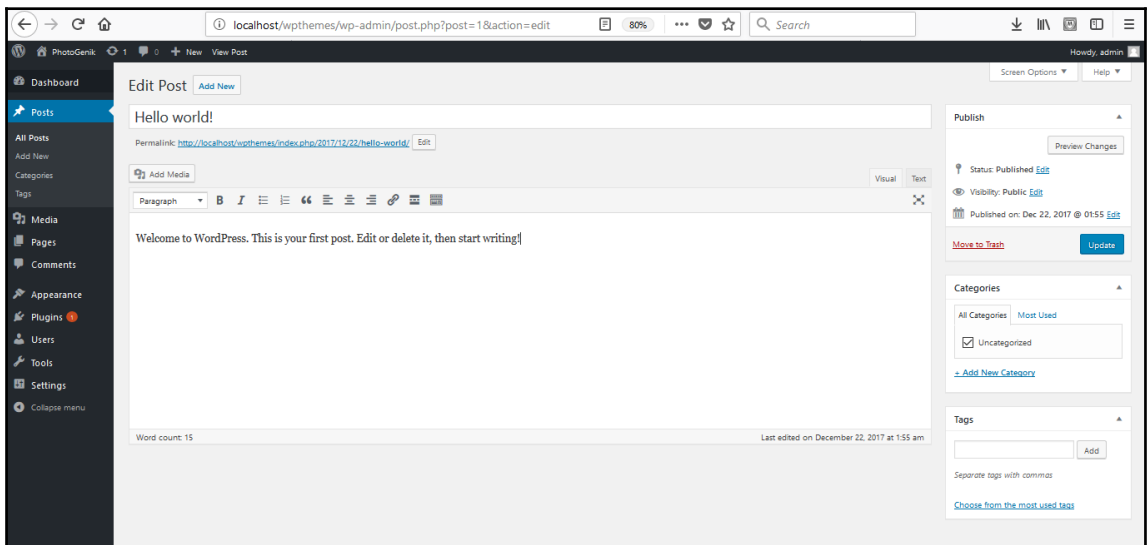 localhost/wpthemes/wp-admin/post.php?post=1&action=edit 80% Search
PhotoGenik 1 0 New View Post Howdy, admin
Screen Options Help
Dashboard
Posts
All Posts
Add New
Categories
Tags
Media
Pages
Comments
Appearance
Plugins 1
Users
Tools
Settings
Collapse menu
Edit Post Add New
Hello world!
Permalink: http://localhost/wpthemes/index.php/2017/12/22/hello-world/ Edit
Add Media
Visual Text
Paragraph B I
Welcome to WordPress. This is your first post. Edit or delete it, then start writing!
Word count: 15 Last edited on December 22, 2017 at 1:55 am
Publish
Preview Changes
Status: Published Edit
Visibility: Public Edit
Published on: Dec 22, 2017 @ 01:55 Edit
Move to Trash Update
Categories
All Categories Most Used
Uncategorized
+ Add New Category
Tags
Add
Separate tags with commas
Choose from the most used tags